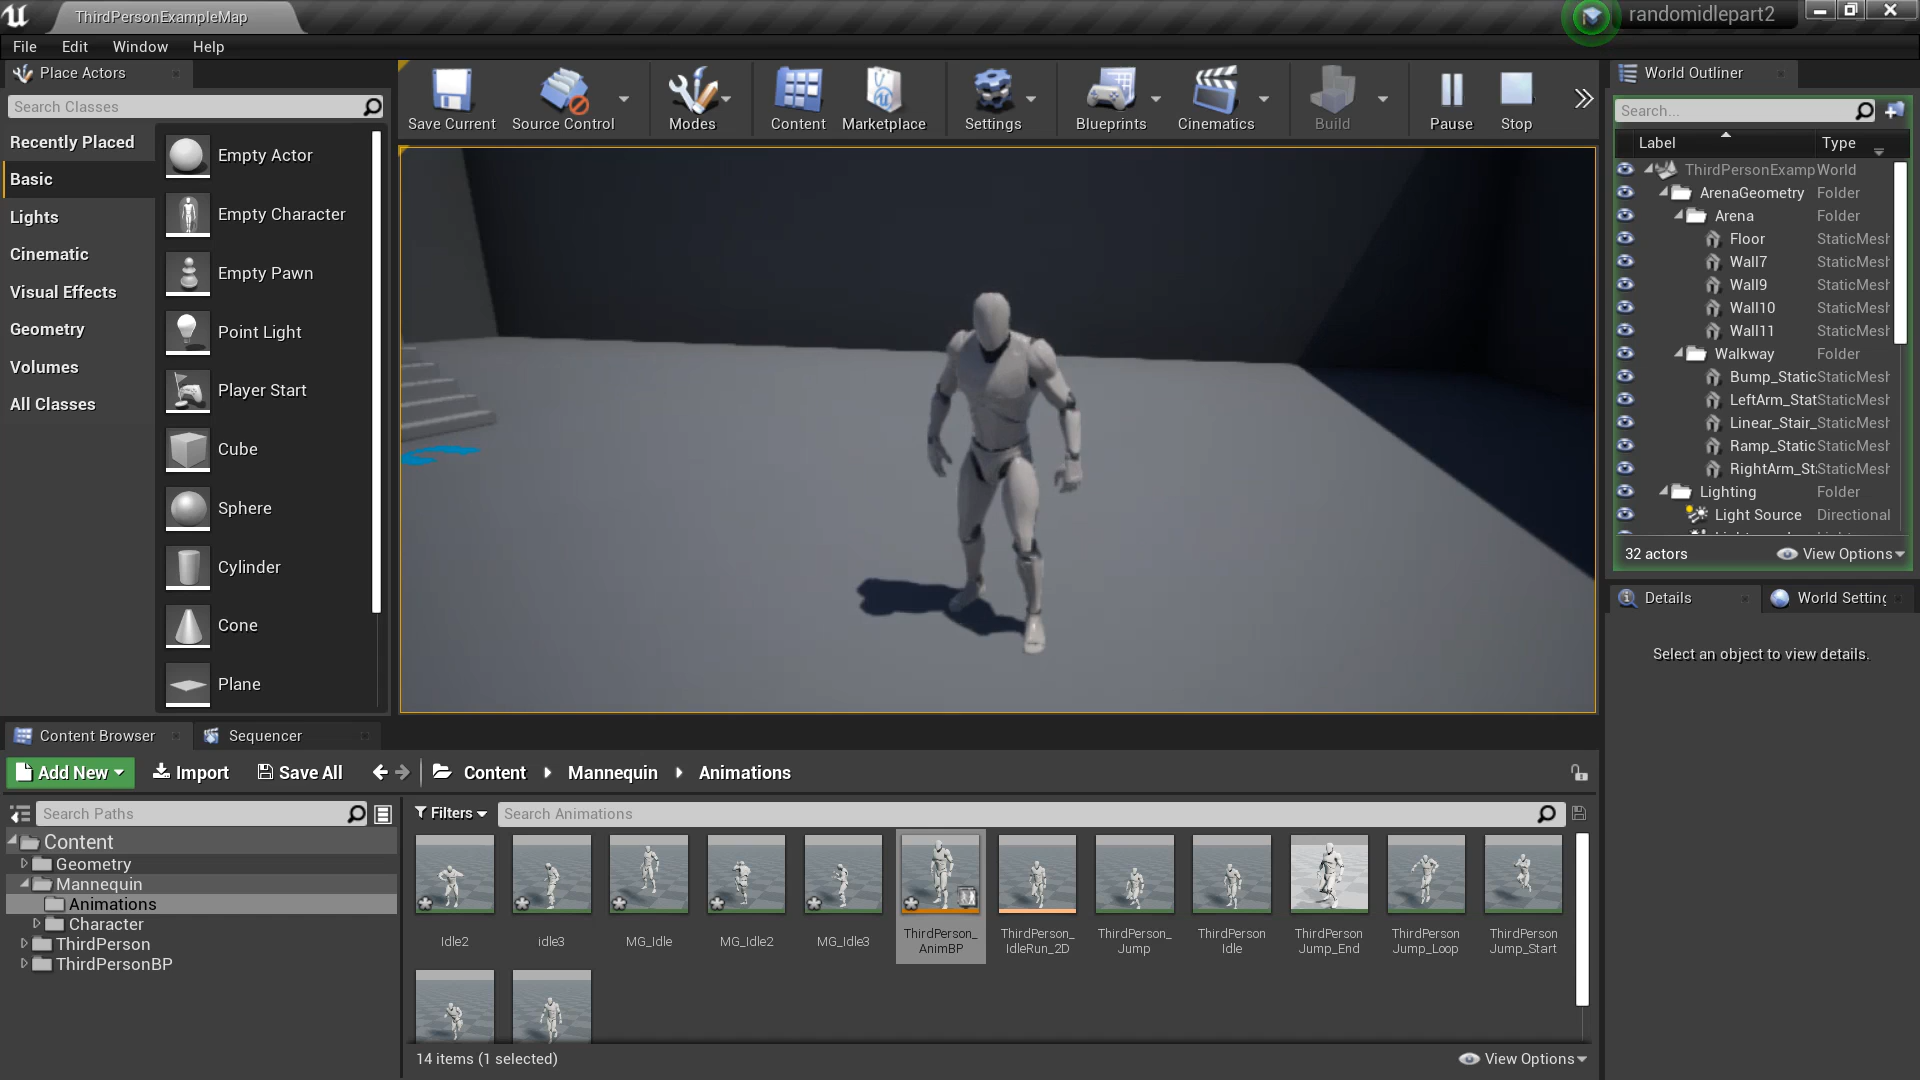 ThirdPersonExampleMap
randomidlepart2
File Edit Window Help
Place Actors
Search Classes
Recently Placed
Basic
Lights
Cinematic
Visual Effects
Geometry
Volumes
All Classes
Empty Actor
Empty Character
Empty Pawn
Point Light
Player Start
Cube
Sphere
Cylinder
Cone
Plane
Save Current Source Control Modes Content Marketplace Settings Blueprints Cinematics Build Pause Stop
World Outliner
Search...
Label Type
ThirdPersonExamp World
ArenaGeometry Folder
Arena Folder
Floor StaticMesh
Wall7 StaticMesh
Wall9 StaticMesh
Wall10 StaticMesh
Wall11 StaticMesh
Walkway Folder
Bump_Static StaticMesh
LeftArm_Stat StaticMesh
Linear_Stair_ StaticMesh
Ramp_Static StaticMesh
RightArm_St StaticMesh
Lighting Folder
Light Source Directional
32 actors View Options
Details World Setting
Select an object to view details.
Content Browser Sequencer
Add New Import Save All Content Mannequin Animations
Search Paths
Content
Geometry
Mannequin
Animations
Character
ThirdPerson
ThirdPersonBP
Filters Search Animations
Idle2
idle3
MG_Idle
MG_Idle2
MG_Idle3
ThirdPerson_
AnimBP
ThirdPerson_
IdleRun_2D
ThirdPerson_
Jump
ThirdPerson
Idle
ThirdPerson
Jump_End
ThirdPerson
Jump_Loop
ThirdPerson
Jump_Start
14 items (1 selected) View Options